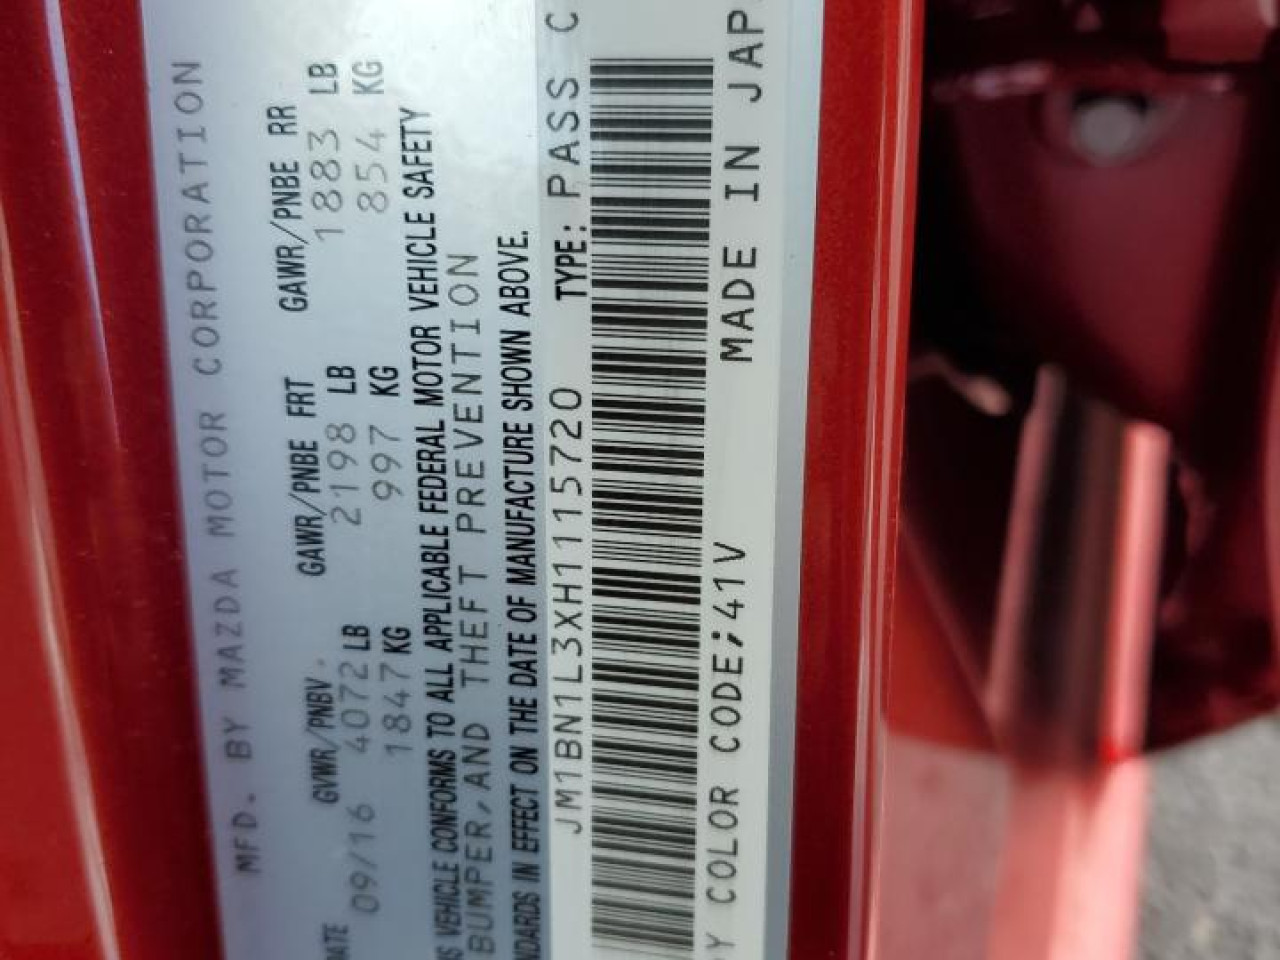 MFD. BY MAZDA MOTOR CORPORATION
DATE GVWR/PNBV. GAWR/PNBE FRT GAWR/PNBE RR
09/16 4072 LB 2198 LB 1883 LB
1847 KG 997 KG 854 KG
S VEHICLE CONFORMS TO ALL APPLICABLE FEDERAL MOTOR VEHICLE SAFETY
BUMPER, AND THEFT PREVENTION
NDARDS IN EFFECT ON THE DATE OF MANUFACTURE SHOWN ABOVE.
JM1BN1L3XH1115720 TYPE: PASS C
Y COLOR CODE;41V MADE IN JAP